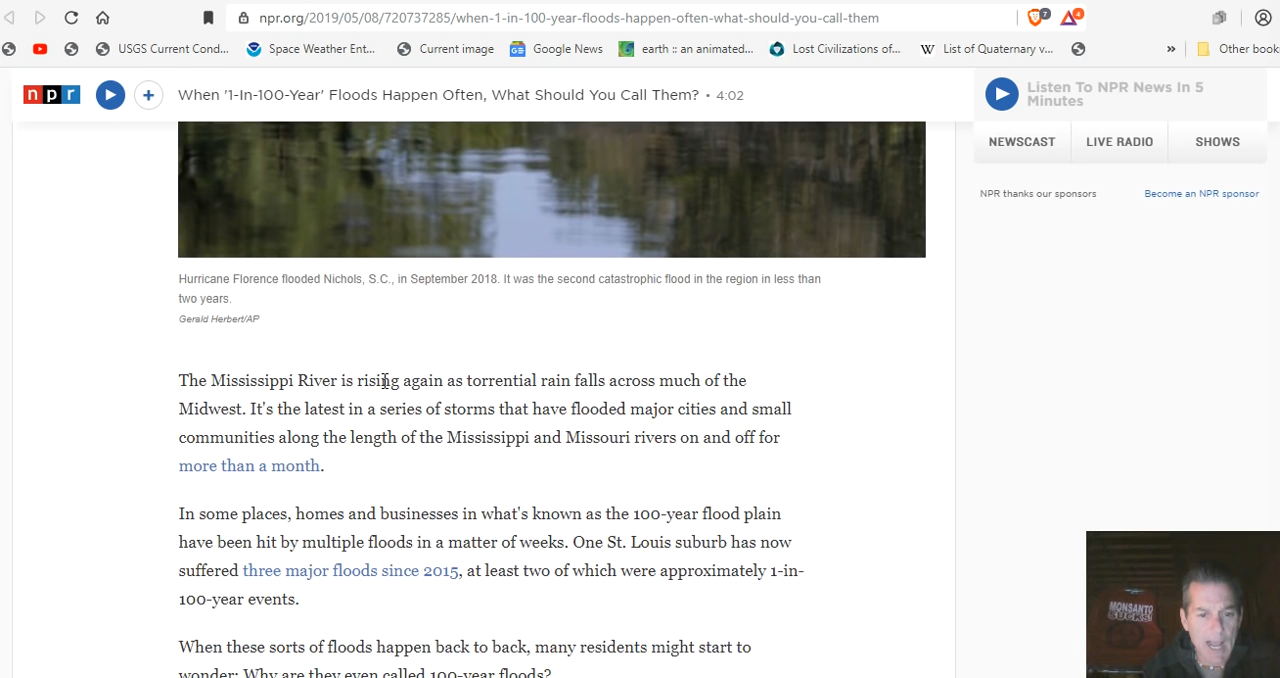 npr.org/2019/05/08/720737285/when-1-in-100-year-floods-happen-often-what-should-you-call-them
7
4
USGS Current Cond...
Space Weather Ent...
Current image
Google News
earth :: an animated...
Lost Civilizations of...
W List of Quaternary v...
»
Other book
npr
When '1-In-100-Year' Floods Happen Often, What Should You Call Them? • 4:02
Listen To NPR News In 5
Minutes
NEWSCAST
LIVE RADIO
SHOWS
NPR thanks our sponsors
Become an NPR sponsor
Hurricane Florence flooded Nichols, S.C., in September 2018. It was the second catastrophic flood in the region in less than
two years.
Gerald Herbert/AP
The Mississippi River is rising again as torrential rain falls across much of the
Midwest. It's the latest in a series of storms that have flooded major cities and small
communities along the length of the Mississippi and Missouri rivers on and off for
more than a month.
In some places, homes and businesses in what's known as the 100-year flood plain
have been hit by multiple floods in a matter of weeks. One St. Louis suburb has now
suffered three major floods since 2015, at least two of which were approximately 1-in-
100-year events.
When these sorts of floods happen back to back, many residents might start to
wonder: Why are they even called 100-year floods?
MONSANTO
SUCKS!